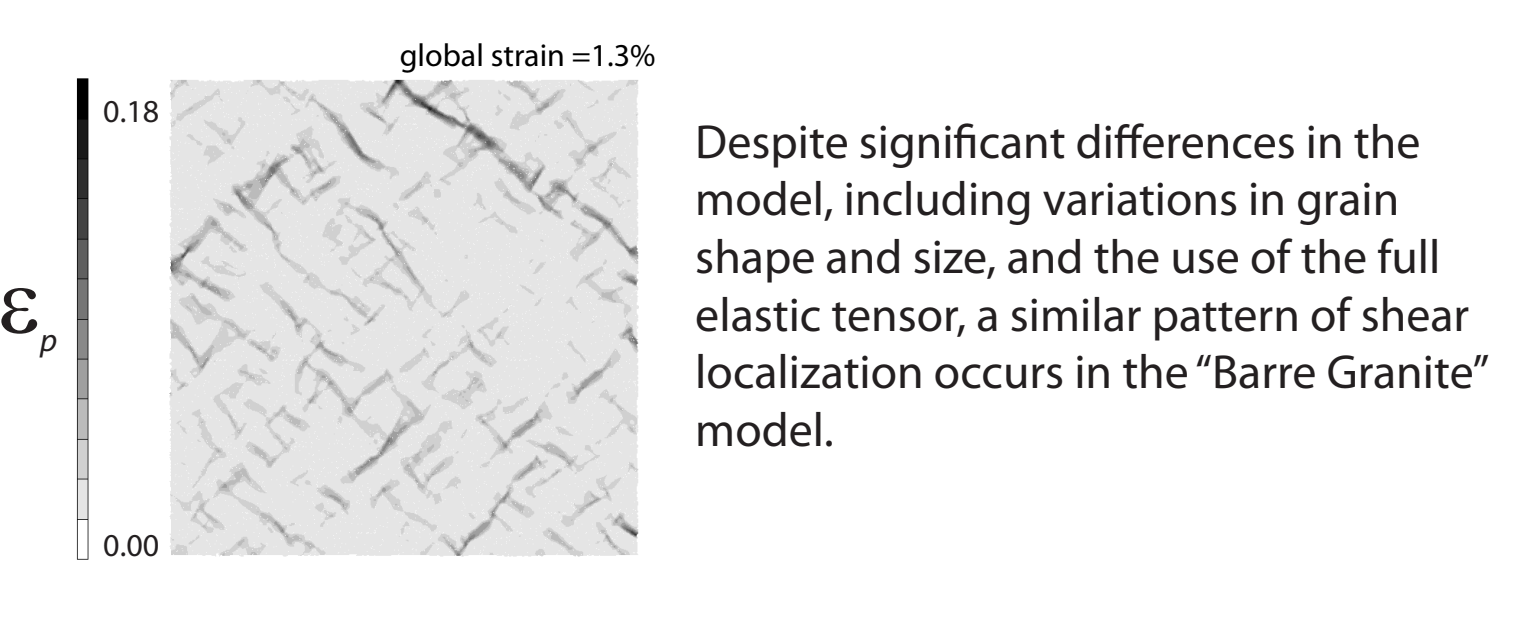 global strain =1.3%
0.18
εp
0.00
Despite significant differences in the
model, including variations in grain
shape and size, and the use of the full
elastic tensor, a similar pattern of shear
localization occurs in the “Barre Granite”
model.